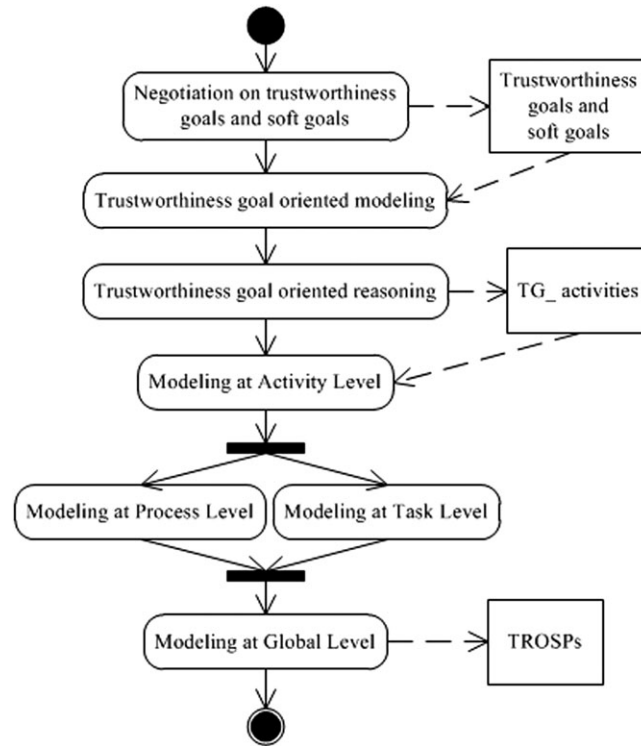 Negotiation on trustworthiness
goals and soft goals
Trustworthiness
goals and
soft goals
Trustworthiness goal oriented modeling
Trustworthiness goal oriented reasoning
TG_ activities
Modeling at Activity Level
Modeling at Process Level
Modeling at Task Level
Modeling at Global Level
TROSPs